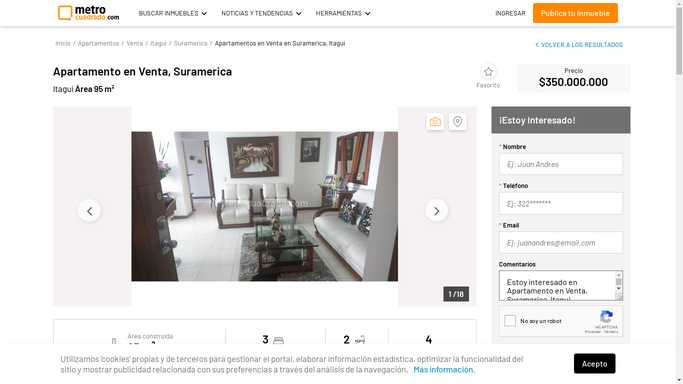 metro
cuadrado.com
BUSCAR INMUEBLES
NOTICIAS Y TENDENCIAS
HERRAMIENTAS
INGRESAR
Publica tu Inmueble
Inicio / Apartamentos / Venta / Itagui / Suramerica / Apartamentos en Venta en Suramerica, Itagui
VOLVER A LOS RESULTADOS
Apartamento en Venta, Suramerica
Itagui Área 95 m²
Favorito
Precio
$350.000.000
¡Estoy Interesado!
* Nombre
Ej: Juan Andres
* Teléfono
Ej: 322*******
* Email
Ej: juanandres@email.com
Comentarios
Estoy interesado en
Apartamento en Venta,
Suramerica, Itagui
No soy un robot
reCAPTCHA
Privacidad - Términos
1 /18
Área construida
3
2
4
Utilizamos 'cookies' propias y de terceros para gestionar el portal, elaborar información estadística, optimizar la funcionalidad del
sitio y mostrar publicidad relacionada con sus preferencias a través del análisis de la navegación. Más información.
Acepto